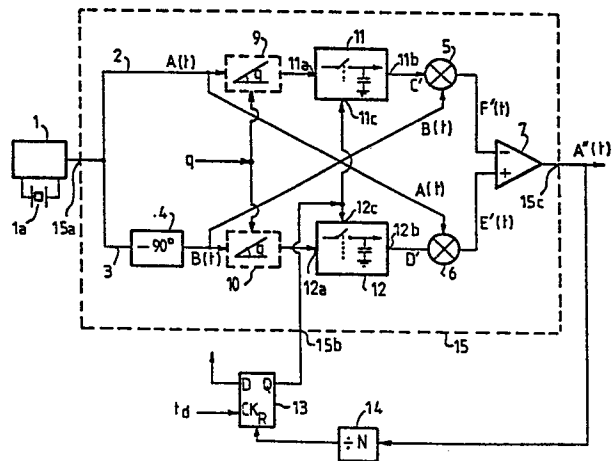 9
11
5
2
A(t)
q
11a
11b
C'
B(t)
F'(t)
11c
1
7
A''(t)
q
1a
15a
15c
.4
A(t)
12c
E'(t)
-90°
3
B(t)
q
10
12a
12b
D'
12
6
15b
15
D Q
13
14
td
CK
R
÷N